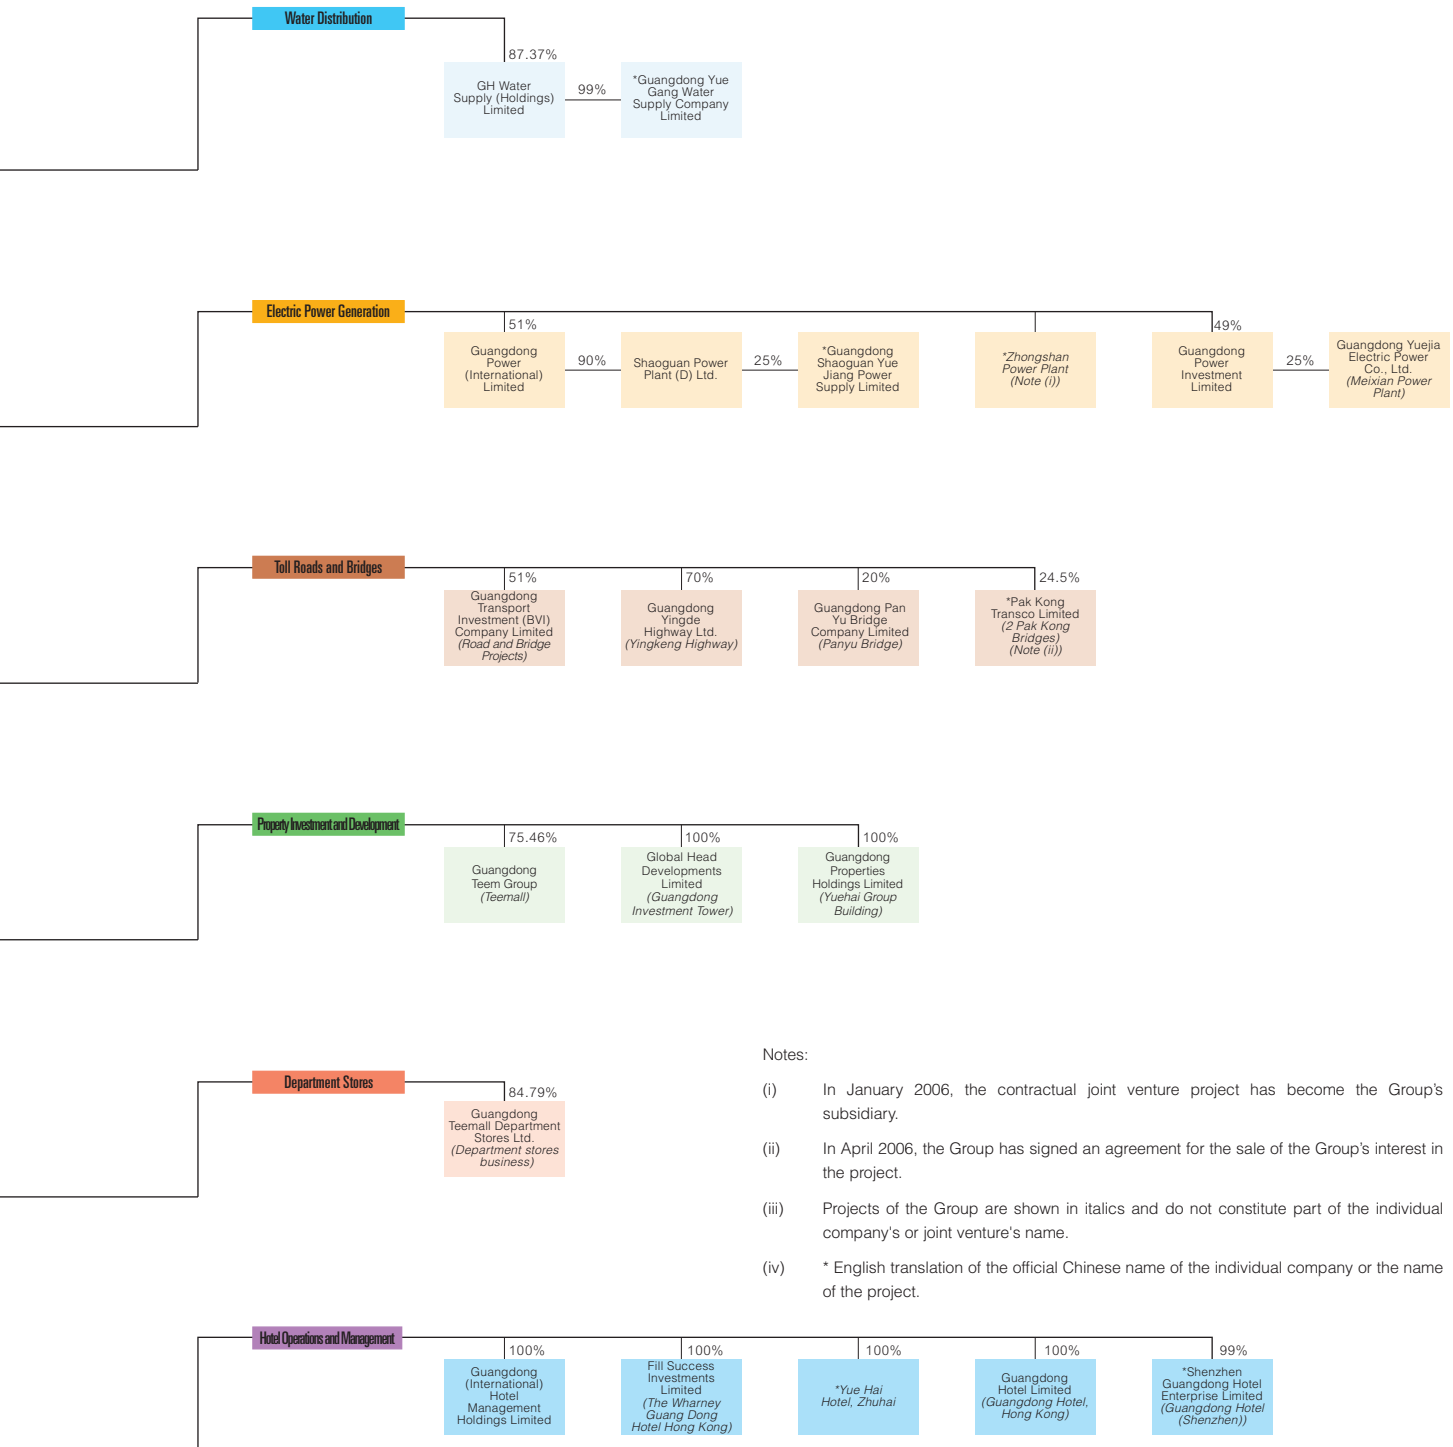 Water Distribution
87.37%
GH Water
Supply (Holdings)
Limited
99%
*Guangdong Yue
Gang Water
Supply Company
Limited
Electric Power Generation
51%
Guangdong
Power
(International)
Limited
90%
Shaoguan Power
Plant (D) Ltd.
25%
*Guangdong
Shaoguan Yue
Jiang Power
Supply Limited
*Zhongshan
Power Plant
(Note (i))
49%
Guangdong
Power
Investment
Limited
25%
Guangdong Yuejia
Electric Power
Co., Ltd.
(Meixian Power
Plant)
Toll Roads and Bridges
51%
Guangdong
Transport
Investment (BVI)
Company Limited
(Road and Bridge
Projects)
70%
Guangdong
Yingde
Highway Ltd.
(Yingkeng Highway)
20%
Guangdong Pan
Yu Bridge
Company Limited
(Panyu Bridge)
24.5%
*Pak Kong
Transco Limited
(2 Pak Kong
Bridges)
(Note (ii))
Property Investment and Development
75.46%
Guangdong
Teem Group
(Teemall)
100%
Global Head
Developments
Limited
(Guangdong
Investment Tower)
100%
Guangdong
Properties
Holdings Limited
(Yuehai Group
Building)
Department Stores
84.79%
Guangdong
Teemall Department
Stores Ltd.
(Department stores
business)
Notes:
(i) In January 2006, the contractual joint venture project has become the Group's
subsidiary.
(ii) In April 2006, the Group has signed an agreement for the sale of the Group's interest in
the project.
(iii) Projects of the Group are shown in italics and do not constitute part of the individual
company's or joint venture's name.
(iv) * English translation of the official Chinese name of the individual company or the name
of the project.
Hotel Operations and Management
100%
Guangdong
(International)
Hotel
Management
Holdings Limited
100%
Fill Success
Investments
Limited
(The Wharney
Guang Dong
Hotel Hong Kong)
100%
*Yue Hai
Hotel, Zhuhai
100%
Guangdong
Hotel Limited
(Guangdong Hotel,
Hong Kong)
99%
*Shenzhen
Guangdong Hotel
Enterprise Limited
(Guangdong Hotel
(Shenzhen))